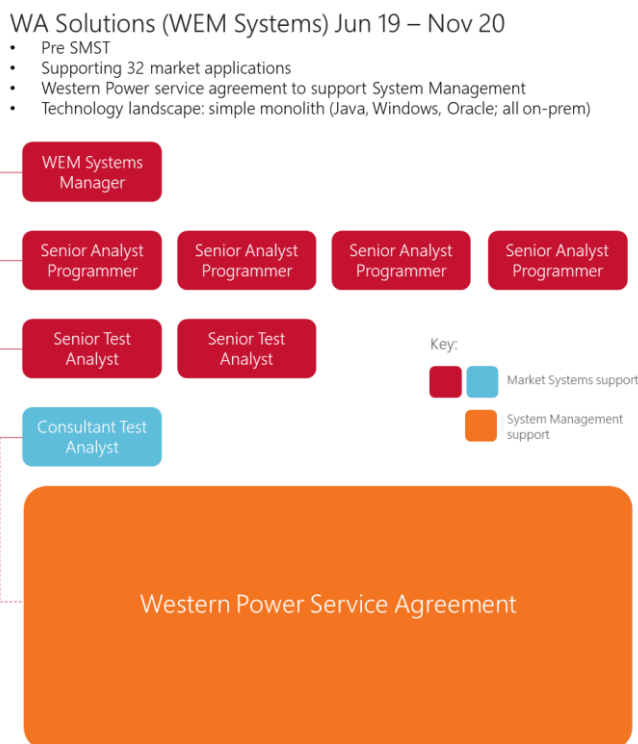 WA Solutions (WEM Systems) Jun 19 – Nov 20
• Pre SMST
• Supporting 32 market applications
• Western Power service agreement to support System Management
• Technology landscape: simple monolith (Java, Windows, Oracle; all on-prem)
WEM Systems
Manager
Senior Analyst
Programmer
Senior Analyst
Programmer
Senior Analyst
Programmer
Senior Analyst
Programmer
Senior Test
Analyst
Senior Test
Analyst
Key:
Market Systems support
System Management
support
Consultant Test
Analyst
Western Power Service Agreement